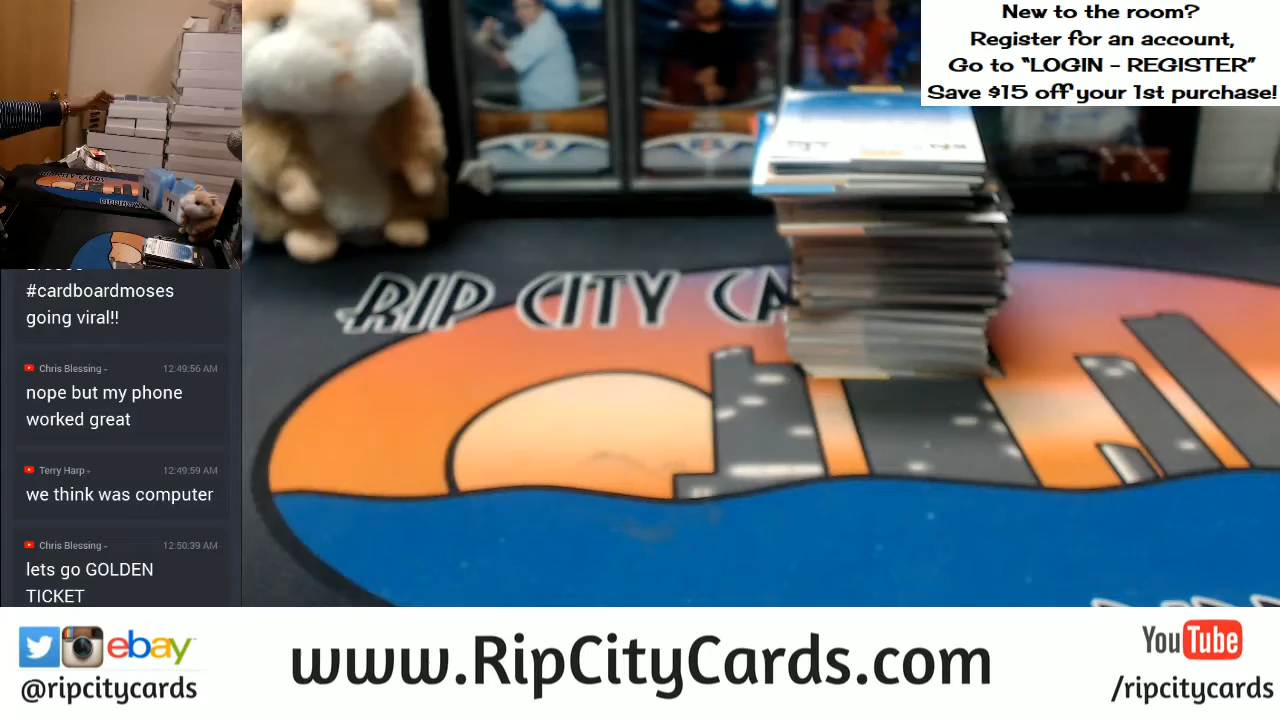 New to the room?
Register for an account,
Go to "LOGIN - REGISTER"
Save $15 off your 1st purchase!
RIP CITY CA
RIP CITY CARDS
R
T
#cardboardmoses
going viral!!
Chris Blessing - 12:49:56 AM
nope but my phone
worked great
Terry Harp - 12:49:59 AM
we think was computer
Chris Blessing - 12:50:39 AM
lets go GOLDEN
TICKET
ebay
@ripcitycards
www.RipCityCards.com
YouTube
/ripcitycards